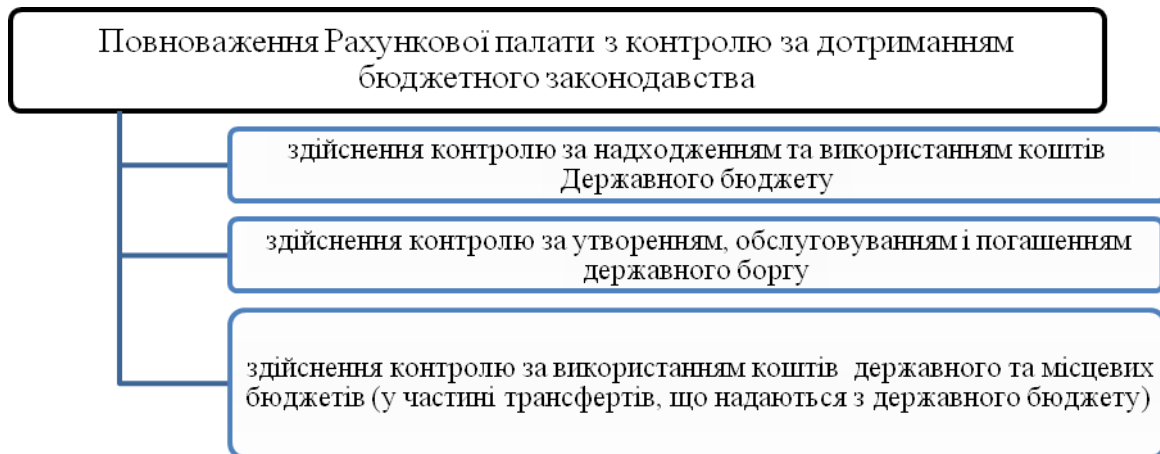 Повноваження Рахункової палати з контролю за дотриманням
бюджетного законодавства
здійснення контролю за надходженням та використанням коштів
Державного бюджету
здійснення контролю за утворенням, обслуговуванням і погашенням
державного боргу
здійснення контролю за використанням коштів державного та місцевих
бюджетів (у частині трансфертів, що надаються з державного бюджету)